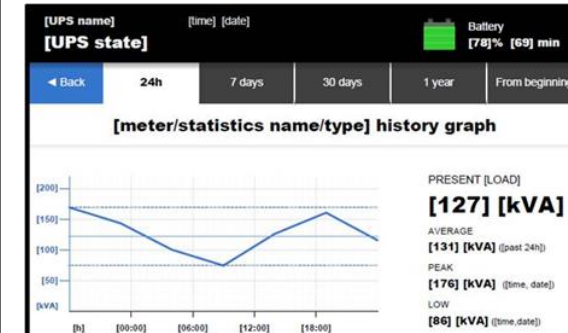 [UPS name] [time] [date]
[UPS state]
Battery
[78]% [69] min
◄ Back 24h 7 days 30 days 1 year From beginning
[meter/statistics name/type] history graph
PRESENT [LOAD]
[127] [kVA]
AVERAGE
[131] [kVA] ([past 24h])
PEAK
[176] [kVA] ([time, date])
LOW
[86] [kVA] ([time,date])
[200]
[150]
[100]
[50]
[kVA]
[h] [00:00] [06:00] [12:00] [18:00]